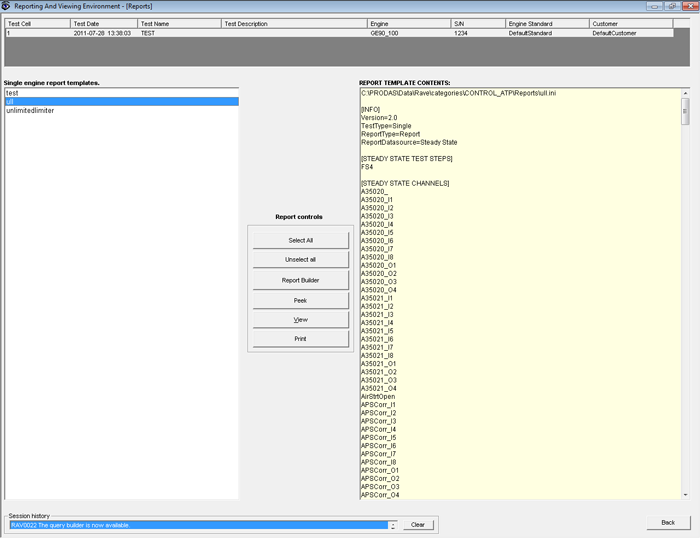 Reporting And Viewing Environment - [Reports]
Test Cell Test Date Test Name Test Description Engine S/N Engine Standard Customer
1 2011-07-28 13:38:03 TEST GE90_100 1234 DefaultStandard DefaultCustomer
Single engine report templates.
test
ull
unlimitedlimiter
Report controls
Select All
Unselect all
Report Builder
Peek
View
Print
REPORT TEMPLATE CONTENTS:
C:\PRODAS\Data\Rave\categories\CONTROL_ATP\Reports\ull.ini
[INFO]
Version=2.0
TestType=Single
ReportType=Report
ReportDatasource=Steady State
[STEADY STATE TEST STEPS]
FS4
[STEADY STATE CHANNELS]
A35020_
A35020_I1
A35020_I2
A35020_I3
A35020_I4
A35020_I5
A35020_I6
A35020_I7
A35020_I8
A35020_O1
A35020_O2
A35020_O3
A35020_O4
A35021_I1
A35021_I2
A35021_I3
A35021_I4
A35021_I5
A35021_I6
A35021_I7
A35021_I8
A35021_O1
A35021_O2
A35021_O3
A35021_O4
AirStrtOpen
APSCorr_I1
APSCorr_I2
APSCorr_I3
APSCorr_I4
APSCorr_I5
APSCorr_I6
APSCorr_I7
APSCorr_I8
APSCorr_O1
APSCorr_O2
APSCorr_O3
APSCorr_O4
Session history
RAV0022 The query builder is now available.
Clear
Back